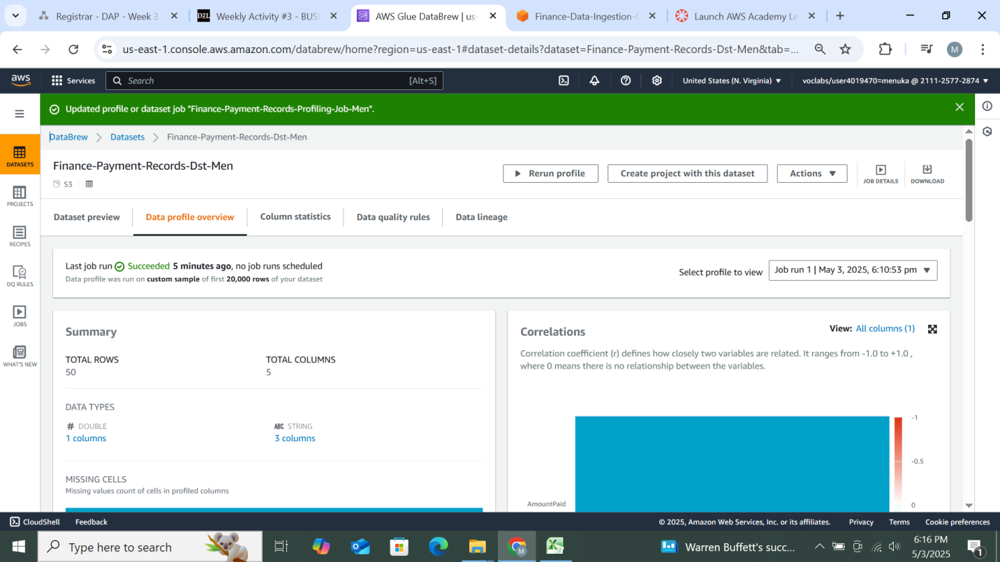 Registrar - DAP - Week 3
D2L
Weekly Activity #3 - BUSI
AWS Glue DataBrew | us-
Finance-Data-Ingestion-
Launch AWS Academy Le
us-east-1.console.aws.amazon.com/databrew/home?region=us-east-1#dataset-details?dataset=Finance-Payment-Records-Dst-Men&tab=...
M
aws
Services
Search
[Alt+S]
United States (N. Virginia)
voclabs/user4019470=menuka @ 2111-2577-2874
Updated profile or dataset job "Finance-Payment-Records-Profiling-Job-Men".
DATASETS
PROJECTS
RECIPES
DQ RULES
JOBS
WHAT'S NEW
DataBrew
Datasets
Finance-Payment-Records-Dst-Men
Finance-Payment-Records-Dst-Men
S3
Rerun profile
Create project with this dataset
Actions
JOB DETAILS
DOWNLOAD
Dataset preview
Data profile overview
Column statistics
Data quality rules
Data lineage
Last job run Succeeded 5 minutes ago, no job runs scheduled
Data profile was run on custom sample of first 20,000 rows of your dataset
Select profile to view
Job run 1 | May 3, 2025, 6:10:53 pm
Summary
TOTAL ROWS
50
TOTAL COLUMNS
5
DATA TYPES
# DOUBLE
1 columns
ABC STRING
3 columns
MISSING CELLS
Missing values count of cells in profiled columns
Correlations
View: All columns (1)
Correlation coefficient (r) defines how closely two variables are related. It ranges from -1.0 to +1.0 ,
where 0 means there is no relationship between the variables.
-1
-0.5
0
AmountPaid
CloudShell
Feedback
© 2025, Amazon Web Services, Inc. or its affiliates.
Privacy
Terms
Cookie preferences
Type here to search
Warren Buffett's succ...
6:16 PM
5/3/2025
1